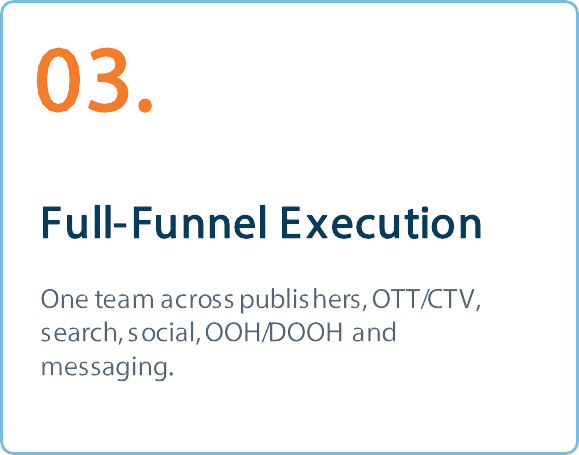 03.
Full-Funnel Execution
One team across publishers, OTT/CTV,
search, social, OOH/DOOH and
messaging.